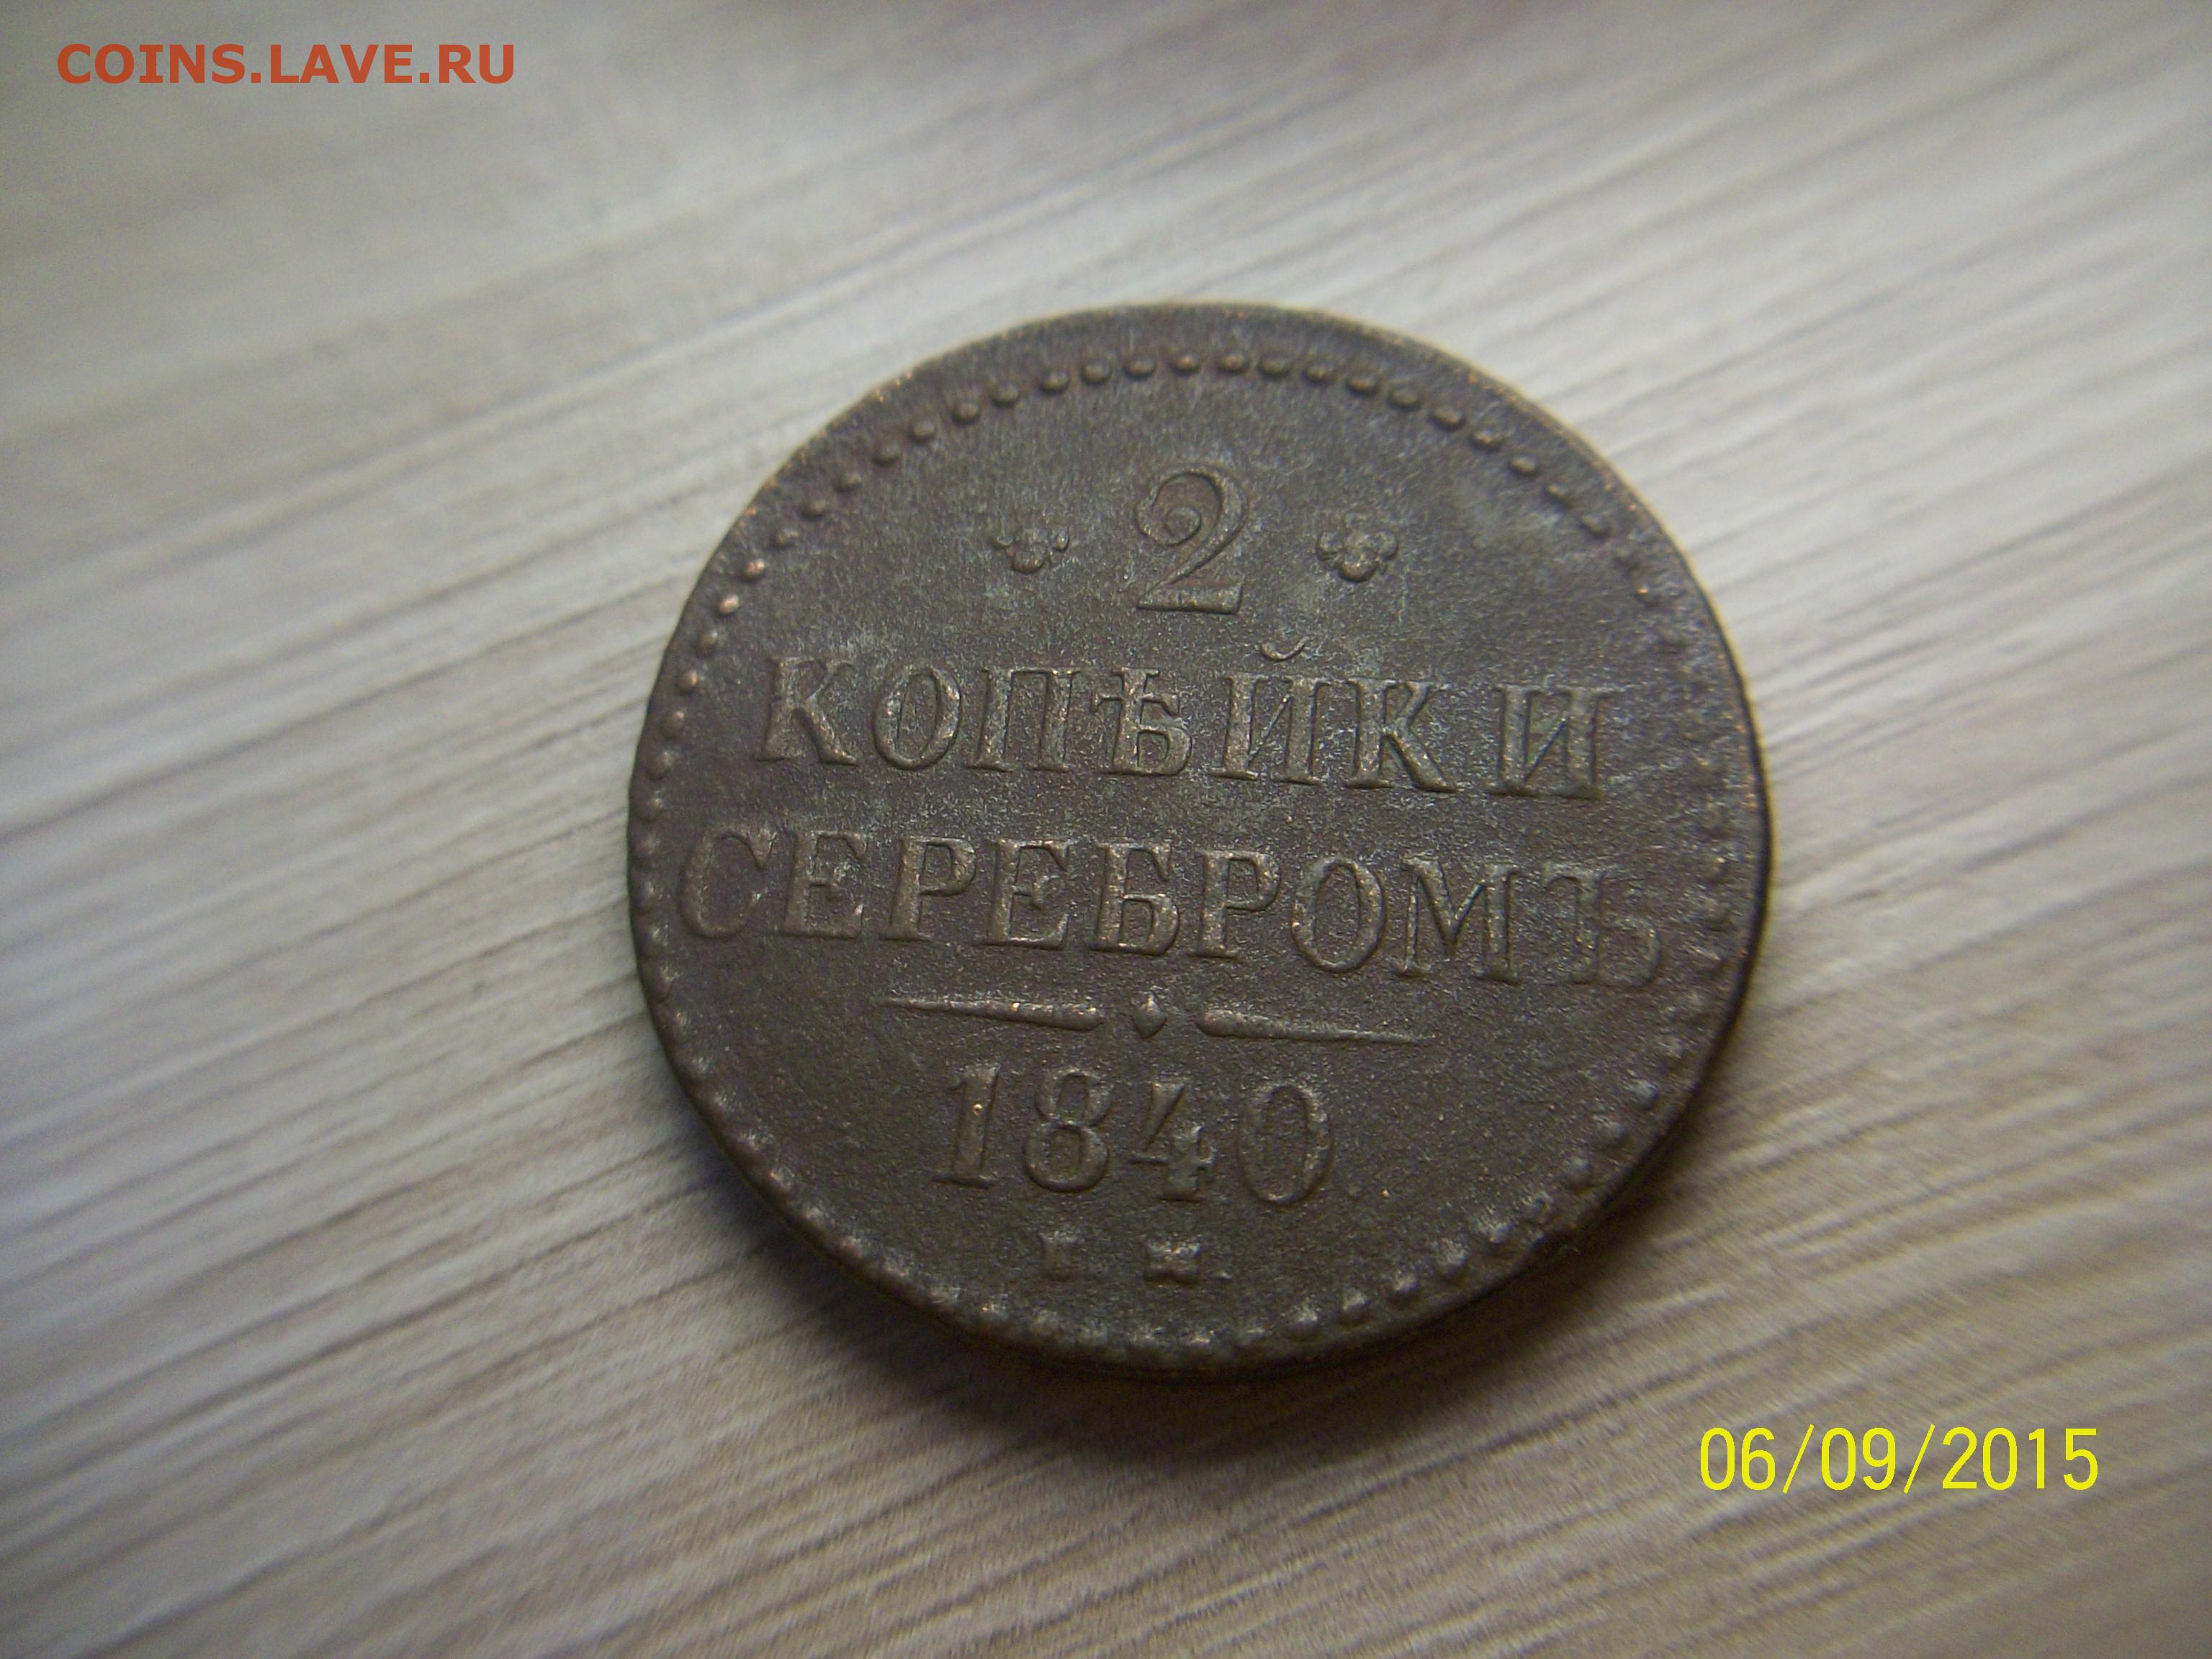 COINS.LAVE.RU
2
КОПѢЙКИ
СЕРЕБРОМЪ
1840
06/09/2015